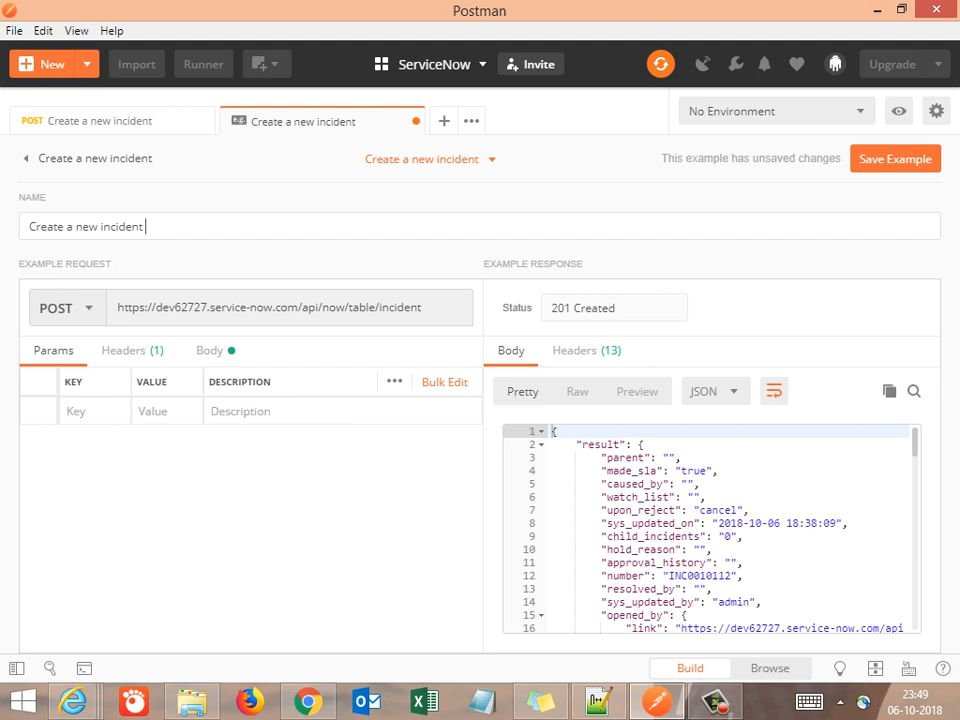 Postman
File Edit View Help
New Import Runner ServiceNow Invite Upgrade
POST Create a new incident e.g. Create a new incident No Environment
Create a new incident Create a new incident This example has unsaved changes Save Example
NAME
Create a new incident
EXAMPLE REQUEST EXAMPLE RESPONSE
POST https://dev62727.service-now.com/api/now/table/incident Status 201 Created
Params Headers (1) Body Body Headers (13)
KEY VALUE DESCRIPTION Bulk Edit Pretty Raw Preview JSON
Key Value Description
1 {
2 "result": {
3 "parent": "",
4 "made_sla": "true",
5 "caused_by": "",
6 "watch_list": "",
7 "upon_reject": "cancel",
8 "sys_updated_on": "2018-10-06 18:38:09",
9 "child_incidents": "0",
10 "hold_reason": "",
11 "approval_history": "",
12 "number": "INC0010112",
13 "resolved_by": "",
14 "sys_updated_by": "admin",
15 "opened_by": {
16 "link": "https://dev62727.service-now.com/api
Build Browse
23:49
06-10-2018